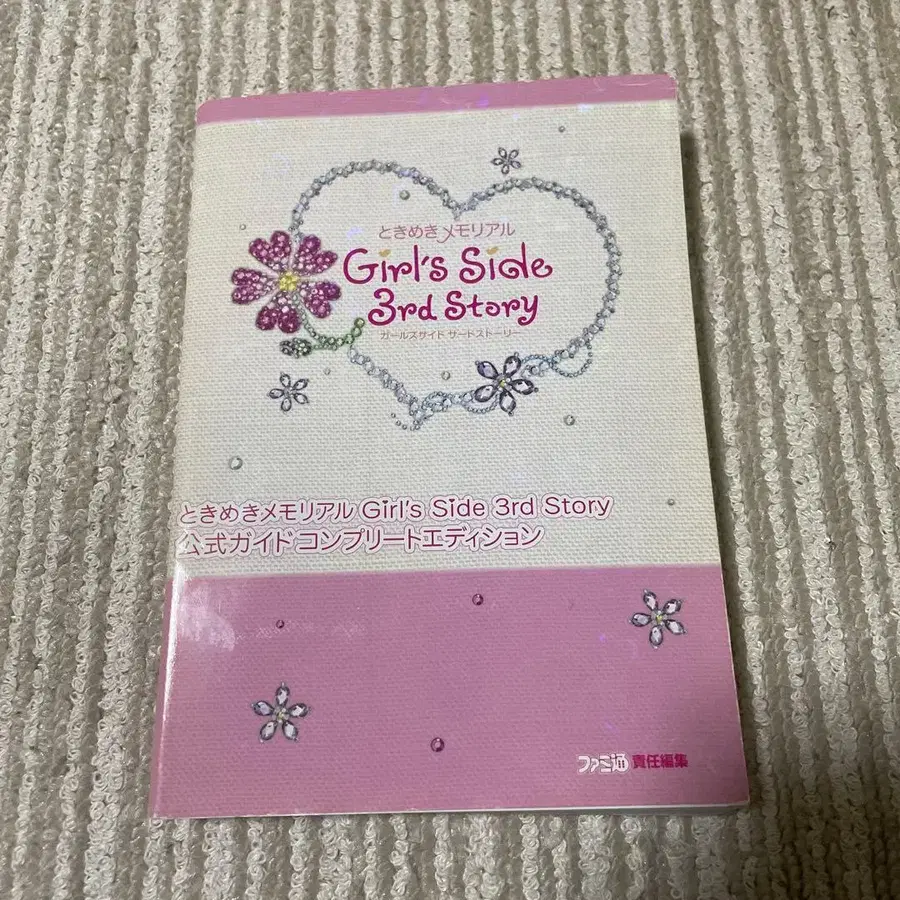 ときめきメモリアル
Girl's Side
3rd Story
ガールズサイド サードストーリー
ときめきメモリアル Girl's Side 3rd Story
公式ガイド コンプリートエディション
ファミ通 責任編集